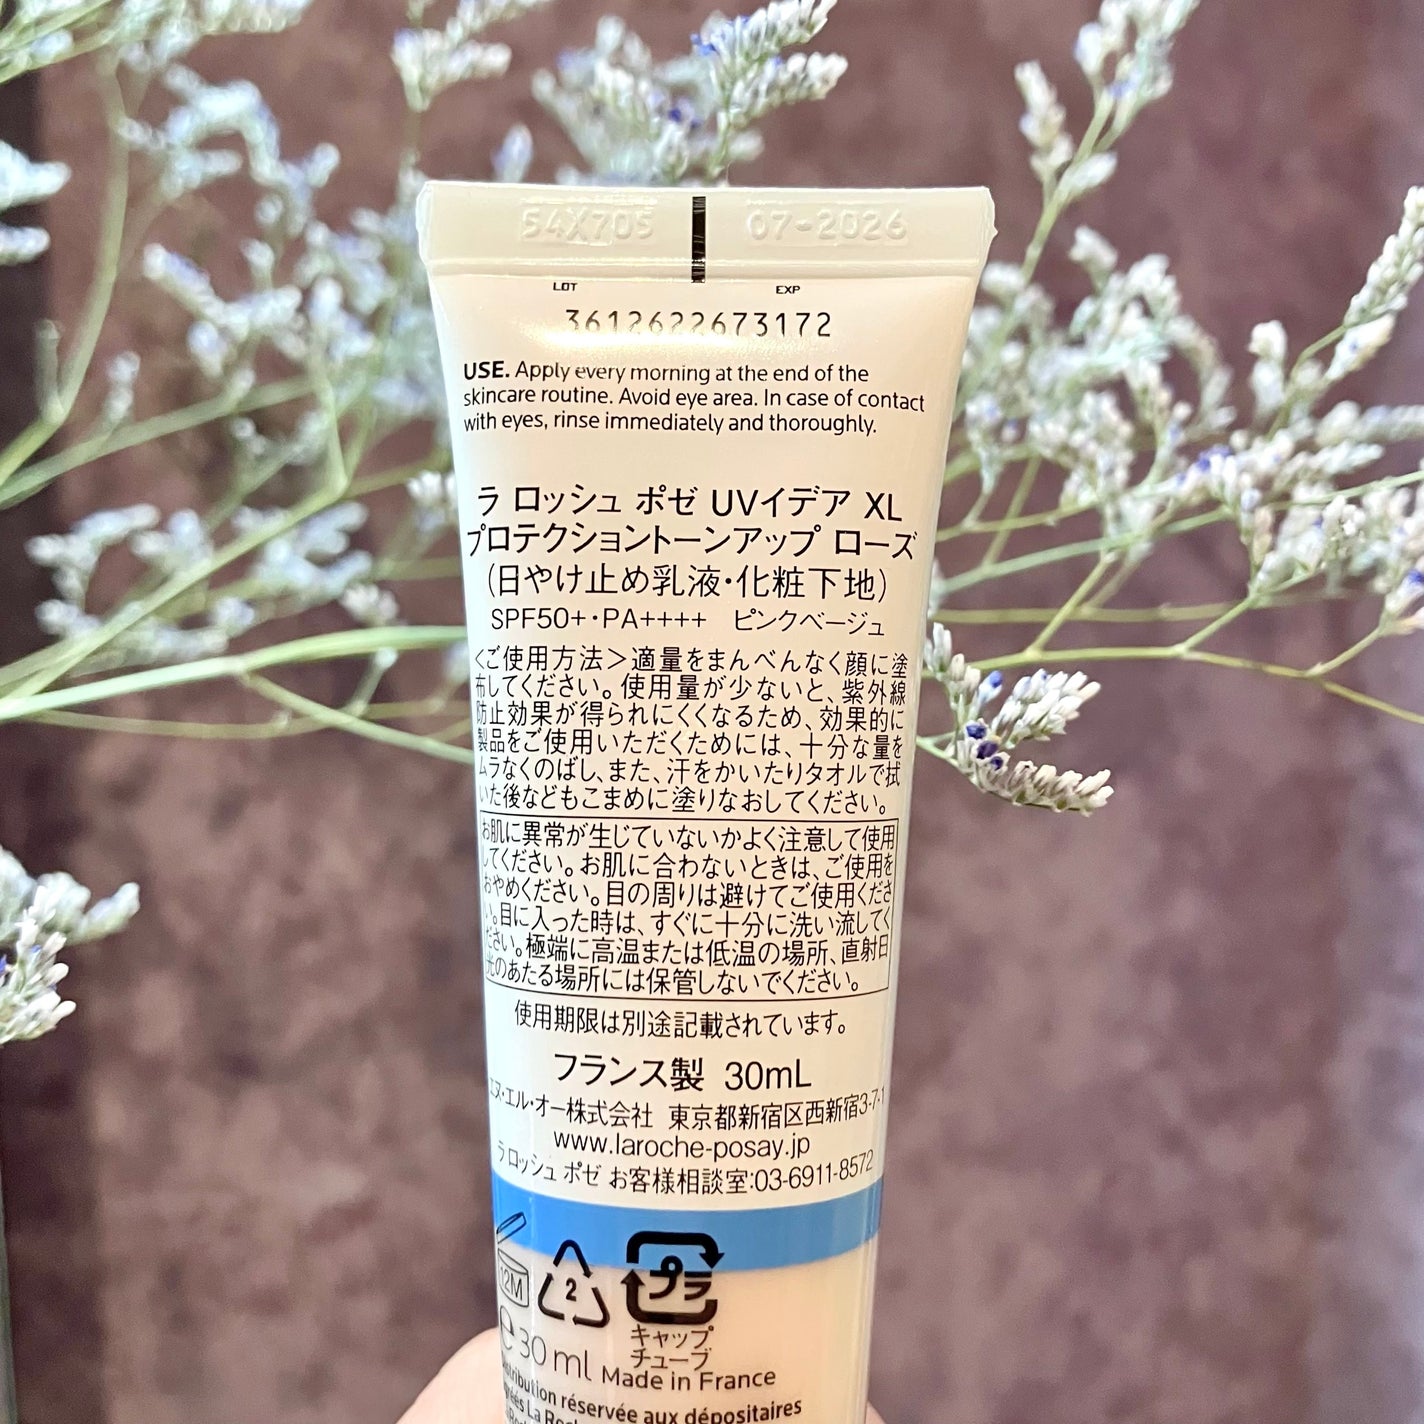 54X705 07-2026
LOT EXP
3612622673172
USE. Apply every morning at the end of the
skincare routine. Avoid eye area. In case of contact
with eyes, rinse immediately and thoroughly.
ラ ロッシュ ポゼ UVイデア XL
プロテクショントーンアップ ローズ
(日やけ止め乳液・化粧下地)
SPF50+・PA++++ ピンクベージュ
<ご使用方法>適量をまんべんなく顔に塗
布してください。使用量が少ないと、紫外線
防止効果が得られにくくなるため、効果的に
製品をご使用いただくためには、十分な量を
ムラなくのばし、また、汗をかいたりタオルで拭
いた後などもこまめに塗りなおしてください。
お肌に異常が生じていないかよく注意して使用
してください。お肌に合わないときは、ご使用を
おやめください。目の周りは避けてご使用くださ
い。目に入った時は、すぐに十分に洗い流してく
ださい。極端に高温または低温の場所、直射日
光のあたる場所には保管しないでください。
使用期限は別途記載されています。
フランス製 30mL
エヌ・エル・オー株式会社 東京都新宿区西新宿3-7-1
www.laroche-posay.jp
ラ ロッシュ ポゼ お客様相談室:03-6911-8572
12M 2 プラ
キャップ
チューブ
℮ 30 ml Made in France
réservée aux dépositaires
La